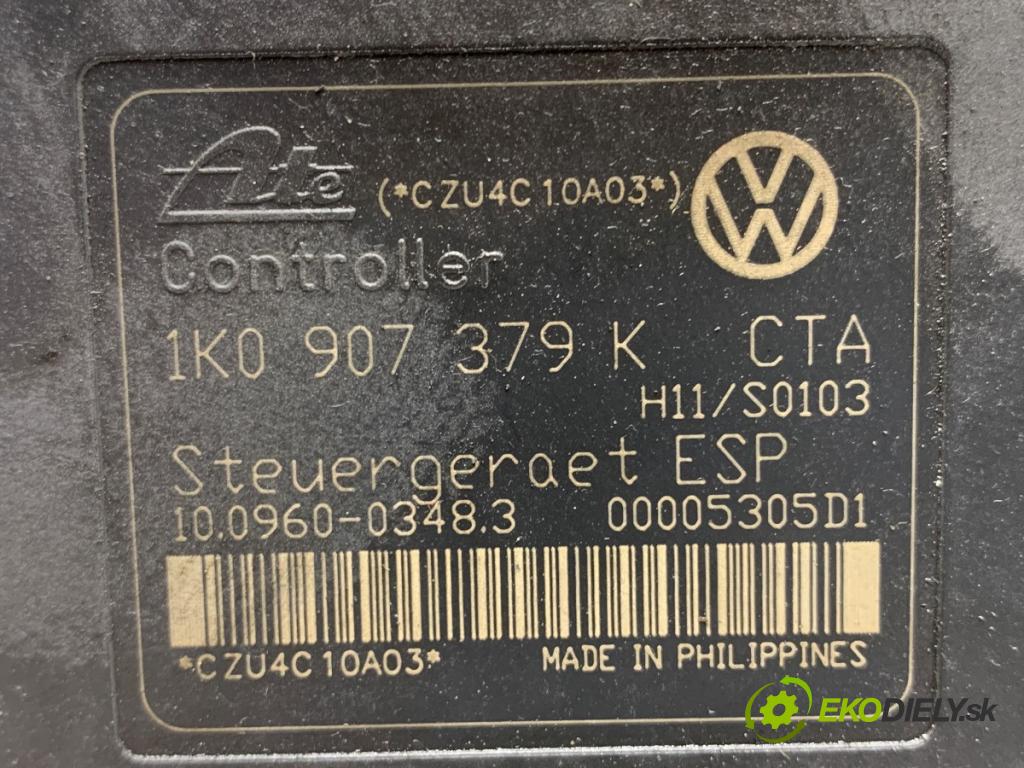 Ate (*CZU4C10A03*) VW
Controller
1K0 907 379 K CTA
H11/S0103
Steuergeraet ESP
10.0960-0348.3 00005305D1
*CZU4C10A03* MADE IN PHILIPPINES
EKODIELY.sk